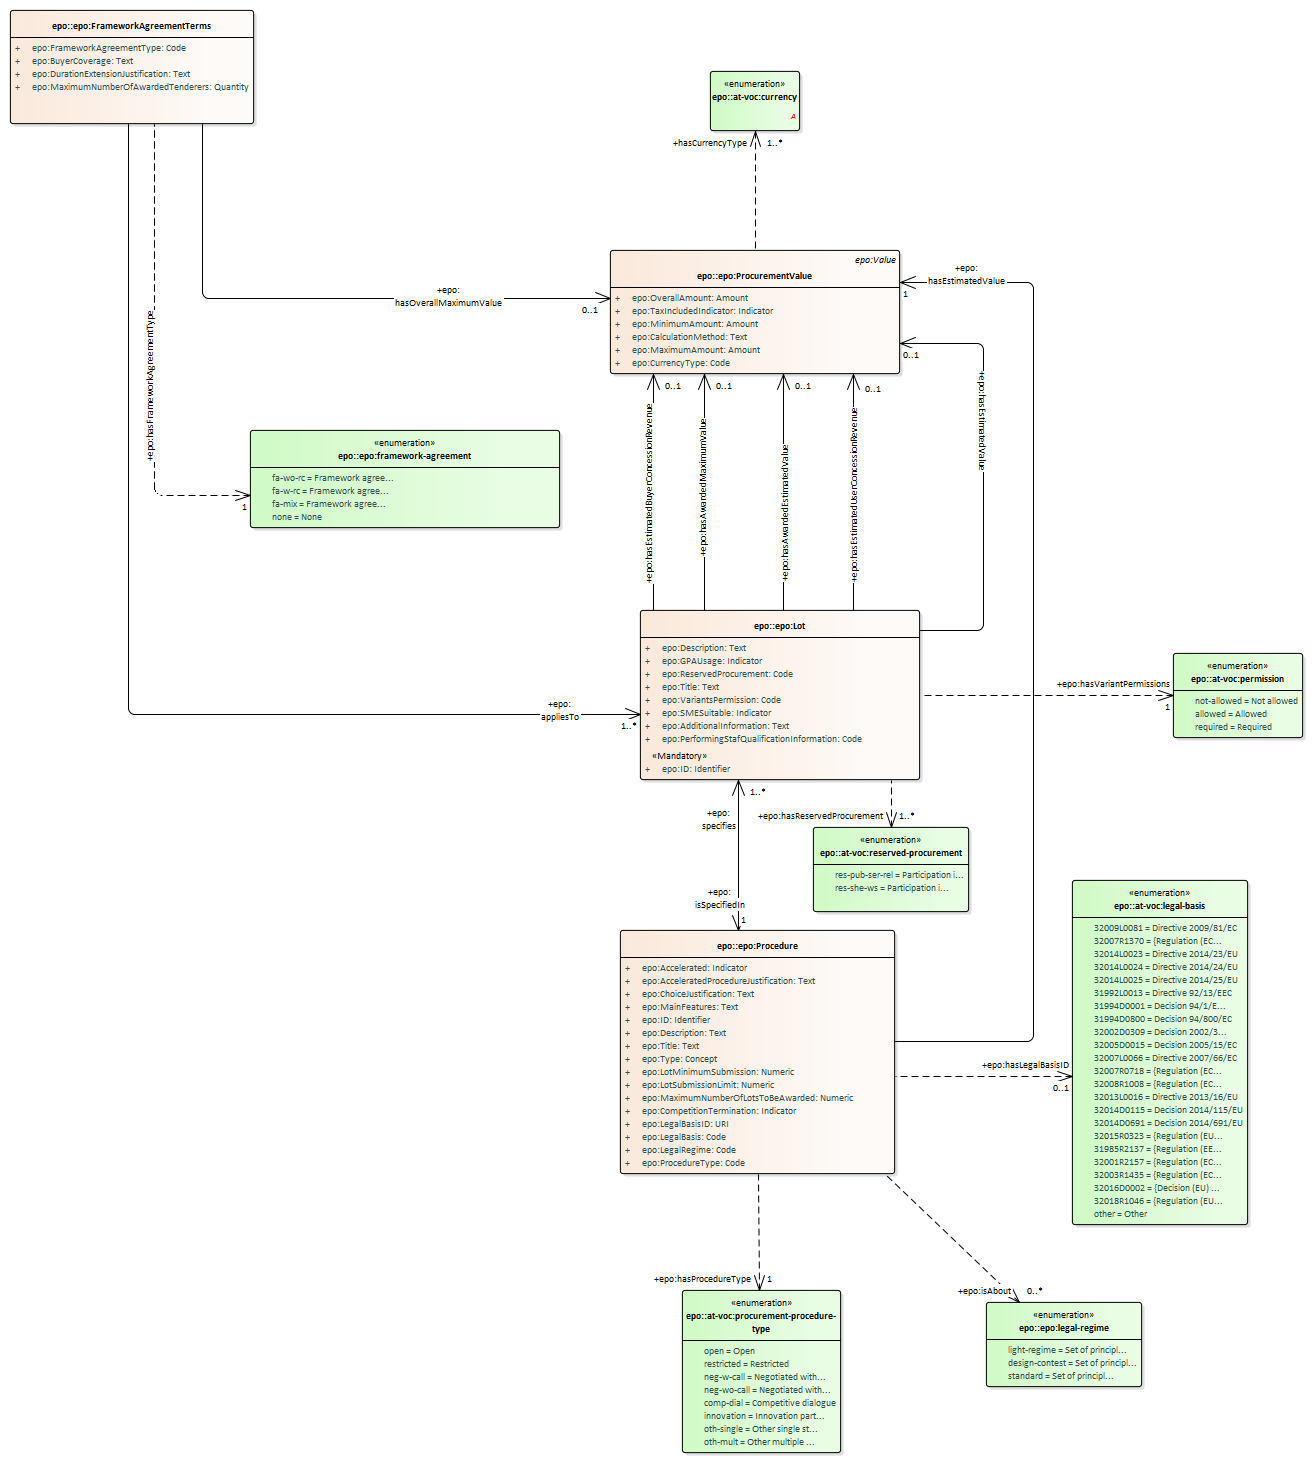 epo::epo:FrameworkAgreementTerms
+ epo:FrameworkAgreementType: Code
+ epo:BuyerCoverage: Text
+ epo:DurationExtensionJustification: Text
+ epo:MaximumNumberOfAwardedTenderers: Quantity
«enumeration»
epo::at-voc:currency
A
+hasCurrencyType
1..*
epo:Value
epo::epo:ProcurementValue
+ epo:OverallAmount: Amount
+ epo:TaxIncludedIndicator: Indicator
+ epo:MinimumAmount: Amount
+ epo:CalculationMethod: Text
+ epo:MaximumAmount: Amount
+ epo:CurrencyType: Code
+epo:
hasEstimatedValue
1
+epo:
hasOverallMaximumValue
0..1
0..1
+epo:hasEstimatedValue
+epo:hasFrameworkAgreementType
1
«enumeration»
epo::epo:framework-agreement
fa-wo-rc = Framework agree...
fa-w-rc = Framework agree...
fa-mix = Framework agree...
none = None
0..1
0..1
0..1
0..1
+epo:hasEstimatedBuyerConcessionRevenue
+epo:hasAwardedMaximumValue
+epo:hasAwardedEstimatedValue
+epo:hasEstimatedUserConcessionRevenue
epo::epo:Lot
+ epo:Description: Text
+ epo:GPAUsage: Indicator
+ epo:ReservedProcurement: Code
+ epo:Title: Text
+ epo:VariantsPermission: Code
+ epo:SMESuitable: Indicator
+ epo:AdditionalInformation: Text
+ epo:PerformingStafQualificationInformation: Code
«Mandatory»
+ epo:ID: Identifier
+epo:
appliesTo
1..*
+epo:hasVariantPermissions
1
«enumeration»
epo::at-voc:permission
not-allowed = Not allowed
allowed = Allowed
required = Required
1..*
+epo:
specifies
+epo:
isSpecifiedIn
1
+epo:hasReservedProcurement
1..*
«enumeration»
epo::at-voc:reserved-procurement
res-pub-ser-rel = Participation i...
res-she-ws = Participation i...
epo::epo:Procedure
+ epo:Accelerated: Indicator
+ epo:AcceleratedProcedureJustification: Text
+ epo:ChoiceJustification: Text
+ epo:MainFeatures: Text
+ epo:ID: Identifier
+ epo:Description: Text
+ epo:Title: Text
+ epo:Type: Concept
+ epo:LotMinimumSubmission: Numeric
+ epo:LotSubmissionLimit: Numeric
+ epo:MaximumNumberOfLotsToBeAwarded: Numeric
+ epo:CompetitionTermination: Indicator
+ epo:LegalBasisID: URI
+ epo:LegalBasis: Code
+ epo:LegalRegime: Code
+ epo:ProcedureType: Code
+epo:hasLegalBasisID
0..1
«enumeration»
epo::at-voc:legal-basis
32009L0081 = Directive 2009/81/EC
32007R1370 = {Regulation (EC...
32014L0023 = Directive 2014/23/EU
32014L0024 = Directive 2014/24/EU
32014L0025 = Directive 2014/25/EU
31992L0013 = Directive 92/13/EEC
31994D0001 = Decision 94/1/E...
31994D0800 = Decision 94/800/EC
32002D0309 = Decision 2002/3...
32005D0015 = Decision 2005/15/EC
32007L0066 = Directive 2007/66/EC
32007R0718 = {Regulation (EC...
32008R1008 = {Regulation (EC...
32013L0016 = Directive 2013/16/EU
32014D0115 = Decision 2014/115/EU
32014D0691 = Decision 2014/691/EU
32015R0323 = {Regulation (EU...
31985R2137 = {Regulation (EE...
32001R2157 = {Regulation (EC...
32003R1435 = {Regulation (EC...
32016D0002 = {Decision (EU) ...
32018R1046 = {Regulation (EU...
other = Other
+epo:hasProcedureType
1
«enumeration»
epo::at-voc:procurement-procedure-
type
open = Open
restricted = Restricted
neg-w-call = Negotiated with...
neg-wo-call = Negotiated with...
comp-dial = Competitive dialogue
innovation = Innovation part...
oth-single = Other single st...
oth-mult = Other multiple ...
+epo:isAbout
0..*
«enumeration»
epo::epo:legal-regime
light-regime = Set of principl...
design-contest = Set of principl...
standard = Set of principl...